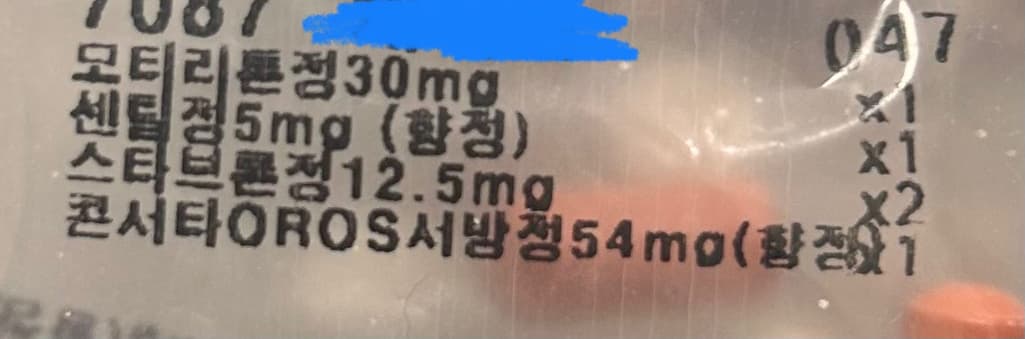 7087 047
모티리톤정30mg x1
센틸정5mg (향정) x1
스타브론정12.5mg x2
콘서타OROS서방정54mg(향정) x1